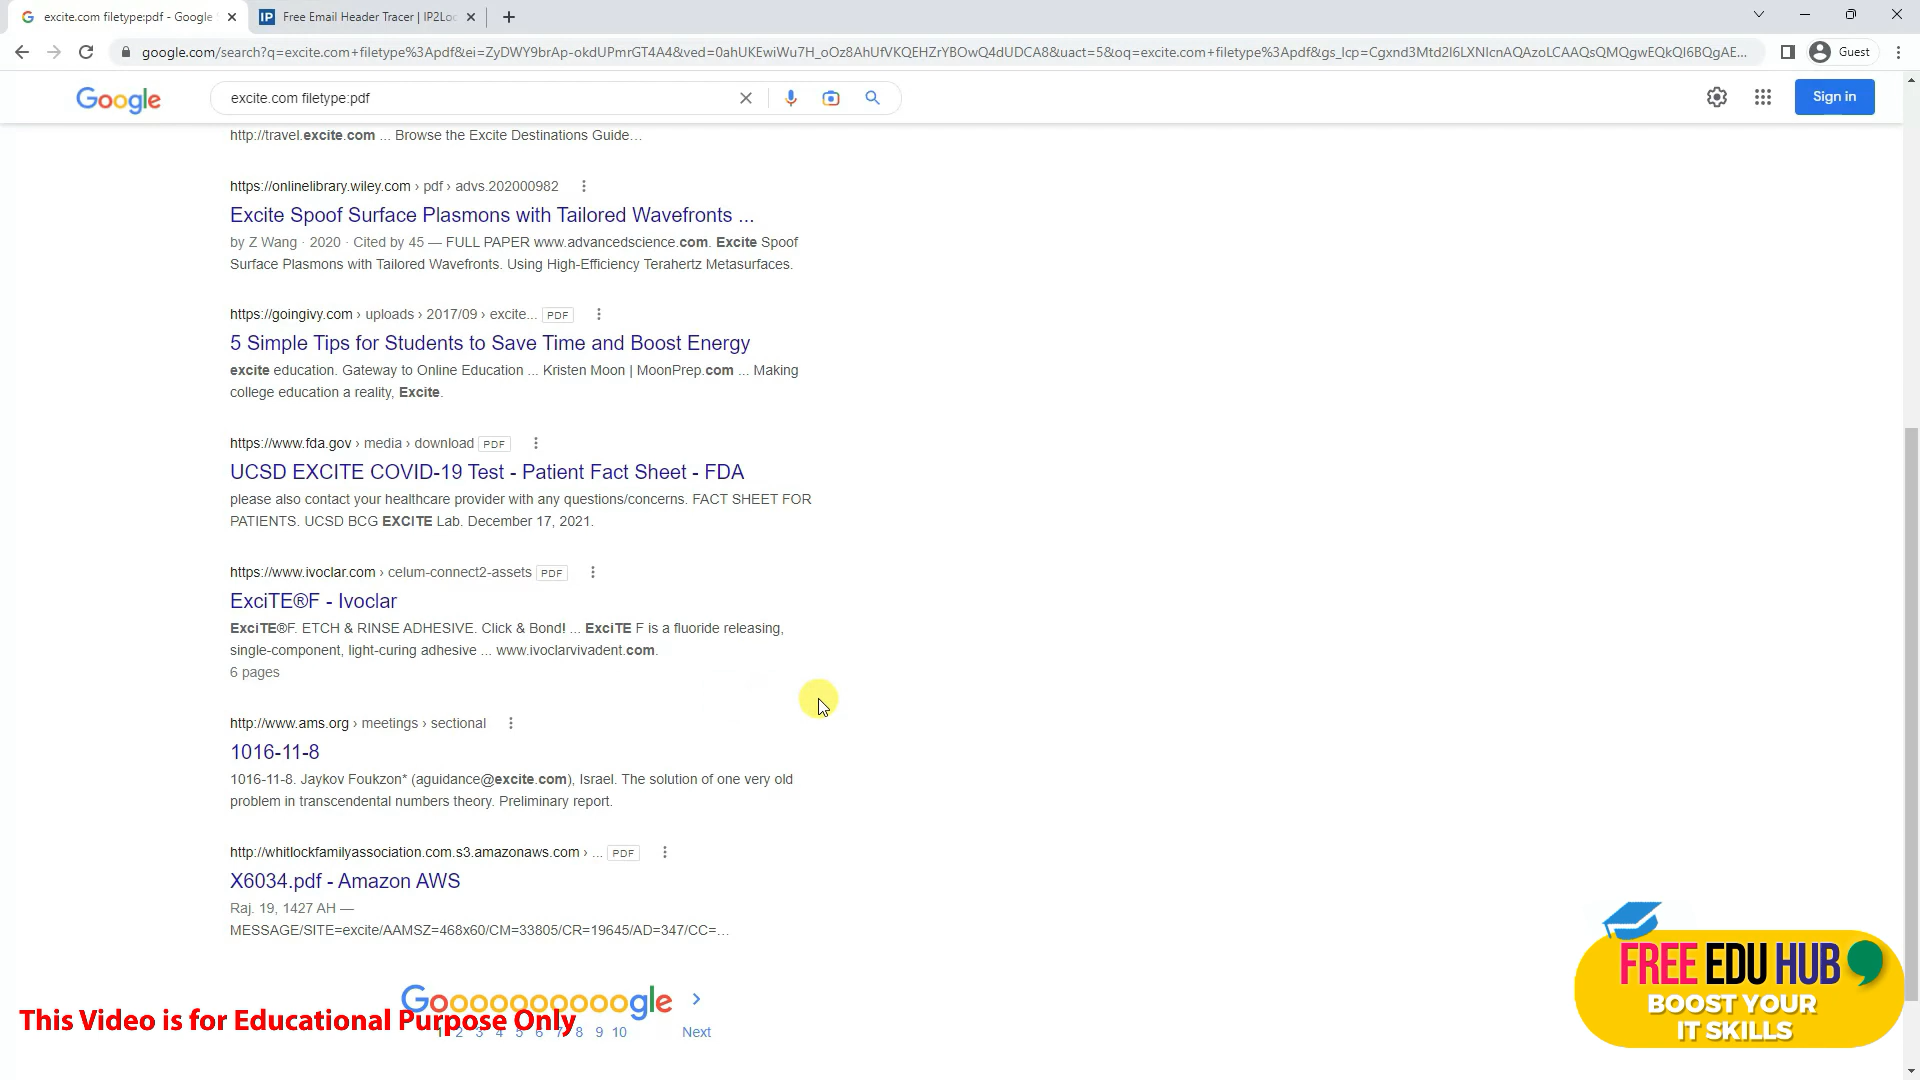 excite.com filetype:pdf - Google S
IP Free Email Header Tracer | IP2Loc
google.com/search?q=excite.com+filetype%3Apdf&ei=ZyDWY9brAp-okdUPmrGT4A4&ved=0ahUKEwiWu7H_oOz8AhUfVKQEHZrYBOwQ4dUDCA8&uact=5&oq=excite.com+filetype%3Apdf&gs_lcp=Cgxnd3Mtd2l6LXNlcnAQAzoLCAAQsQMQgwEQkQI6BQgAE...
Guest
Google
excite.com filetype:pdf
Sign in
http://travel.excite.com ... Browse the Excite Destinations Guide...
https://onlinelibrary.wiley.com › pdf › advs.202000982
Excite Spoof Surface Plasmons with Tailored Wavefronts ...
by Z Wang · 2020 · Cited by 45 — FULL PAPER www.advancedscience.com. Excite Spoof
Surface Plasmons with Tailored Wavefronts. Using High-Efficiency Terahertz Metasurfaces.
https://goingivy.com › uploads › 2017/09 › excite... PDF
5 Simple Tips for Students to Save Time and Boost Energy
excite education. Gateway to Online Education ... Kristen Moon | MoonPrep.com ... Making
college education a reality, Excite.
https://www.fda.gov › media › download PDF
UCSD EXCITE COVID-19 Test - Patient Fact Sheet - FDA
please also contact your healthcare provider with any questions/concerns. FACT SHEET FOR
PATIENTS. UCSD BCG EXCITE Lab. December 17, 2021.
https://www.ivoclar.com › celum-connect2-assets PDF
ExciTE®F - Ivoclar
ExciTE®F. ETCH & RINSE ADHESIVE. Click & Bond! ... ExciTE F is a fluoride releasing,
single-component, light-curing adhesive ... www.ivoclarvivadent.com.
6 pages
http://www.ams.org › meetings › sectional
1016-11-8
1016-11-8. Jaykov Foukzon* (aguidance@excite.com), Israel. The solution of one very old
problem in transcendental numbers theory. Preliminary report.
http://whitlockfamilyassociation.com.s3.amazonaws.com › ... PDF
X6034.pdf - Amazon AWS
Raj. 19, 1427 AH —
MESSAGE/SITE=excite/AAMSZ=468x60/CM=33805/CR=19645/AD=347/CC=...
Goooooooooogle
1 2 3 4 5 6 7 8 9 10 Next
This Video is for Educational Purpose Only
FREE EDU HUB
BOOST YOUR
IT SKILLS